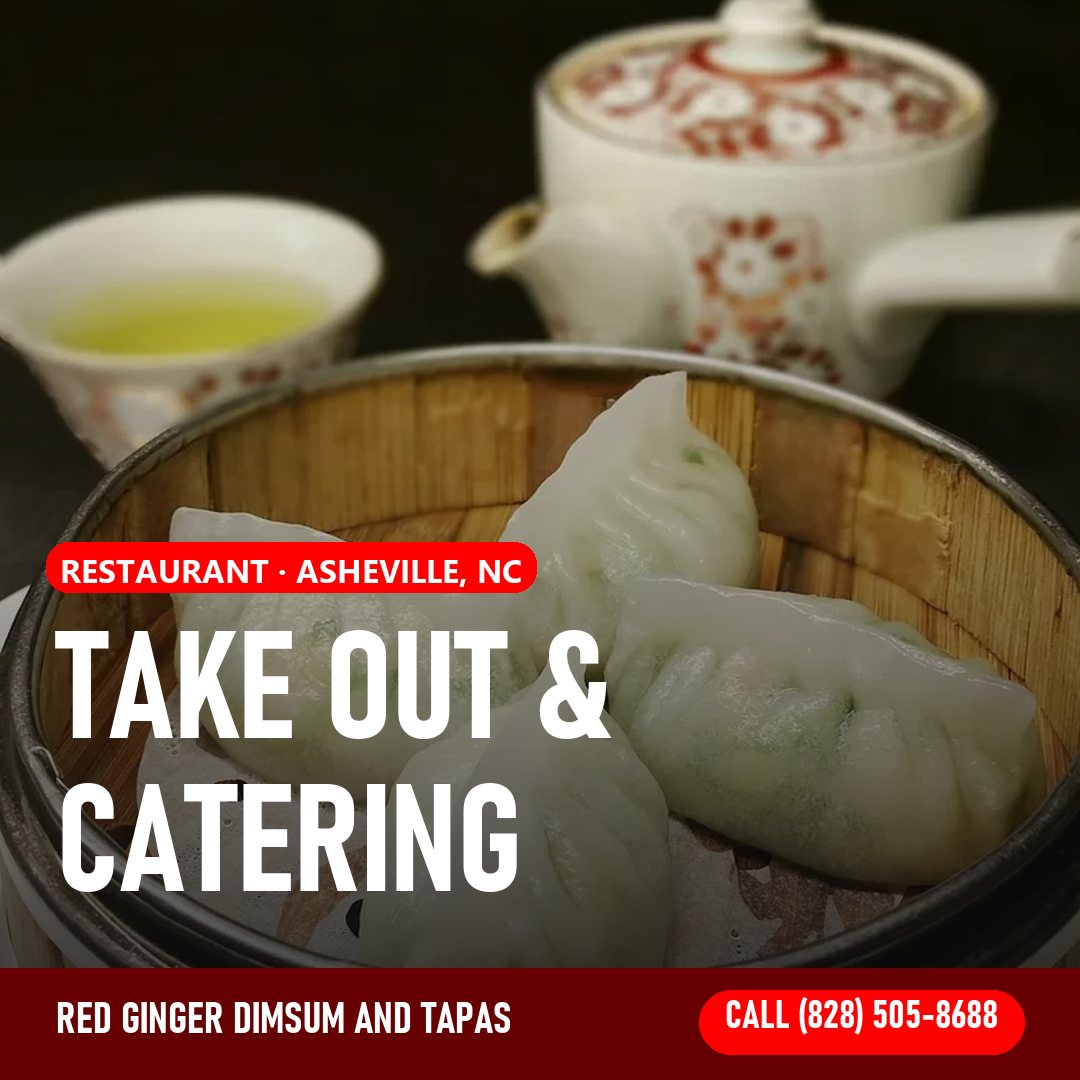 RESTAURANT · ASHEVILLE, NC
TAKE OUT &
CATERING
RED GINGER DIMSUM AND TAPAS
CALL (828) 505-8688